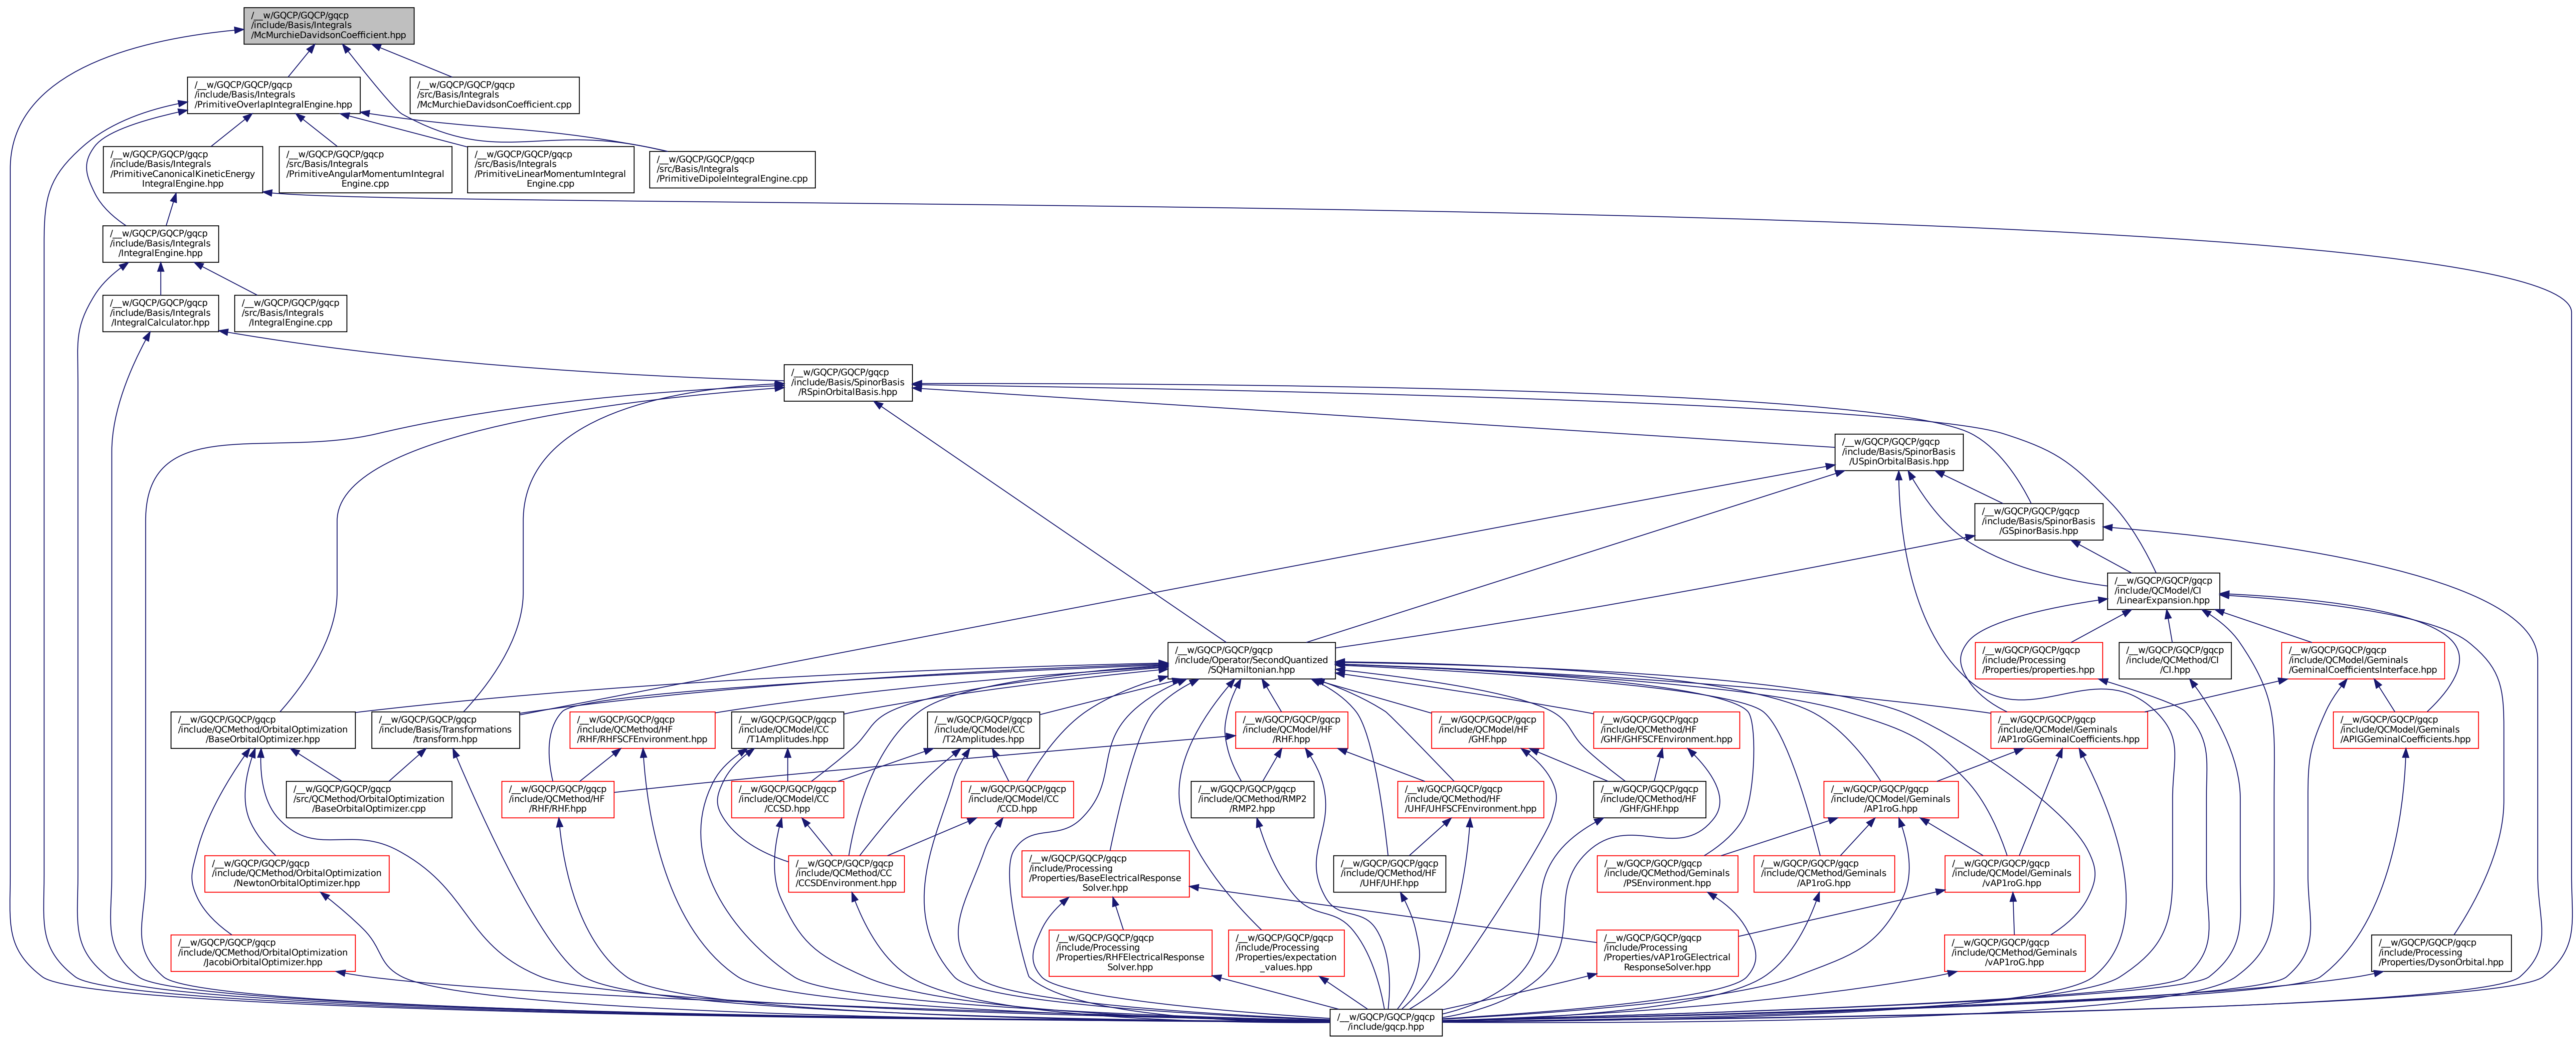 /__w/GQCP/GQCP/gqcp
/include/Basis/Integrals
/McMurchieDavidsonCoefficient.hpp
/__w/GQCP/GQCP/gqcp
/include/Basis/Integrals
/PrimitiveOverlapIntegralEngine.hpp
/__w/GQCP/GQCP/gqcp
/src/Basis/Integrals
/McMurchieDavidsonCoefficient.cpp
/__w/GQCP/GQCP/gqcp
/include/Basis/Integrals
/PrimitiveCanonicalKineticEnergy
IntegralEngine.hpp
/__w/GQCP/GQCP/gqcp
/src/Basis/Integrals
/PrimitiveAngularMomentumIntegral
Engine.cpp
/__w/GQCP/GQCP/gqcp
/src/Basis/Integrals
/PrimitiveLinearMomentumIntegral
Engine.cpp
/__w/GQCP/GQCP/gqcp
/src/Basis/Integrals
/PrimitiveDipoleIntegralEngine.cpp
/__w/GQCP/GQCP/gqcp
/include/Basis/Integrals
/IntegralEngine.hpp
/__w/GQCP/GQCP/gqcp
/include/Basis/Integrals
/IntegralCalculator.hpp
/__w/GQCP/GQCP/gqcp
/src/Basis/Integrals
/IntegralEngine.cpp
/__w/GQCP/GQCP/gqcp
/include/Basis/SpinorBasis
/RSpinOrbitalBasis.hpp
/__w/GQCP/GQCP/gqcp
/include/Basis/SpinorBasis
/USpinOrbitalBasis.hpp
/__w/GQCP/GQCP/gqcp
/include/Basis/SpinorBasis
/GSpinorBasis.hpp
/__w/GQCP/GQCP/gqcp
/include/QCModel/CI
/LinearExpansion.hpp
/__w/GQCP/GQCP/gqcp
/include/Operator/SecondQuantized
/SQHamiltonian.hpp
/__w/GQCP/GQCP/gqcp
/include/Processing
/Properties/properties.hpp
/__w/GQCP/GQCP/gqcp
/include/QCMethod/CI
/CI.hpp
/__w/GQCP/GQCP/gqcp
/include/QCModel/Geminals
/GeminalCoefficientsInterface.hpp
/__w/GQCP/GQCP/gqcp
/include/QCMethod/OrbitalOptimization
/BaseOrbitalOptimizer.hpp
/__w/GQCP/GQCP/gqcp
/include/Basis/Transformations
/transform.hpp
/__w/GQCP/GQCP/gqcp
/include/QCMethod/HF
/RHF/RHFSCFEnvironment.hpp
/__w/GQCP/GQCP/gqcp
/include/QCModel/CC
/T1Amplitudes.hpp
/__w/GQCP/GQCP/gqcp
/include/QCModel/CC
/T2Amplitudes.hpp
/__w/GQCP/GQCP/gqcp
/include/QCModel/HF
/RHF.hpp
/__w/GQCP/GQCP/gqcp
/include/QCModel/HF
/GHF.hpp
/__w/GQCP/GQCP/gqcp
/include/QCMethod/HF
/GHF/GHFSCFEnvironment.hpp
/__w/GQCP/GQCP/gqcp
/include/QCModel/Geminals
/AP1roGGeminalCoefficients.hpp
/__w/GQCP/GQCP/gqcp
/include/QCModel/Geminals
/APIGGeminalCoefficients.hpp
/__w/GQCP/GQCP/gqcp
/src/QCMethod/OrbitalOptimization
/BaseOrbitalOptimizer.cpp
/__w/GQCP/GQCP/gqcp
/include/QCMethod/HF
/RHF/RHF.hpp
/__w/GQCP/GQCP/gqcp
/include/QCModel/CC
/CCSD.hpp
/__w/GQCP/GQCP/gqcp
/include/QCModel/CC
/CCD.hpp
/__w/GQCP/GQCP/gqcp
/include/QCMethod/RMP2
/RMP2.hpp
/__w/GQCP/GQCP/gqcp
/include/QCMethod/HF
/UHF/UHFSCFEnvironment.hpp
/__w/GQCP/GQCP/gqcp
/include/QCMethod/HF
/GHF/GHF.hpp
/__w/GQCP/GQCP/gqcp
/include/QCModel/Geminals
/AP1roG.hpp
/__w/GQCP/GQCP/gqcp
/include/QCMethod/OrbitalOptimization
/NewtonOrbitalOptimizer.hpp
/__w/GQCP/GQCP/gqcp
/include/QCMethod/CC
/CCSDEnvironment.hpp
/__w/GQCP/GQCP/gqcp
/include/Processing
/Properties/BaseElectricalResponse
Solver.hpp
/__w/GQCP/GQCP/gqcp
/include/QCMethod/HF
/UHF/UHF.hpp
/__w/GQCP/GQCP/gqcp
/include/QCMethod/Geminals
/PSEnvironment.hpp
/__w/GQCP/GQCP/gqcp
/include/QCMethod/Geminals
/AP1roG.hpp
/__w/GQCP/GQCP/gqcp
/include/QCModel/Geminals
/vAP1roG.hpp
/__w/GQCP/GQCP/gqcp
/include/QCMethod/OrbitalOptimization
/JacobiOrbitalOptimizer.hpp
/__w/GQCP/GQCP/gqcp
/include/Processing
/Properties/RHFElectricalResponse
Solver.hpp
/__w/GQCP/GQCP/gqcp
/include/Processing
/Properties/expectation
_values.hpp
/__w/GQCP/GQCP/gqcp
/include/Processing
/Properties/vAP1roGElectrical
ResponseSolver.hpp
/__w/GQCP/GQCP/gqcp
/include/QCMethod/Geminals
/vAP1roG.hpp
/__w/GQCP/GQCP/gqcp
/include/Processing
/Properties/DysonOrbital.hpp
/__w/GQCP/GQCP/gqcp
/include/gqcp.hpp